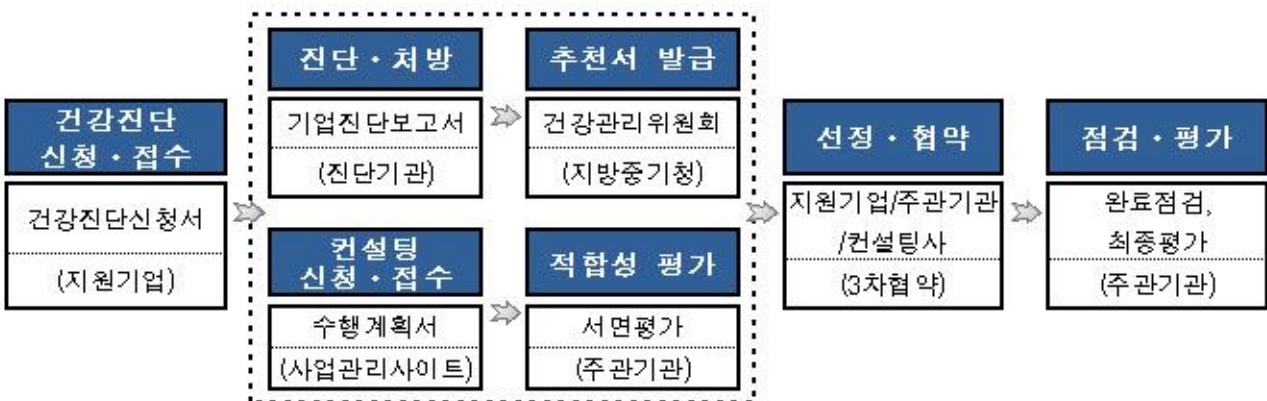 건강진단
신청·접수
건강진단신청서
(지원기업)
진단·처방
기업진단보고서
(진단기관)
추천서 발급
건강관리위원회
(지방중기청)
컨설팅
신청·접수
수행계획서
(사업관리사이트)
적합성 평가
서면평가
(주관기관)
선정·협약
지원기업/주관기관
/컨설팅사
(3차협약)
점검·평가
완료점검,
최종평가
(주관기관)